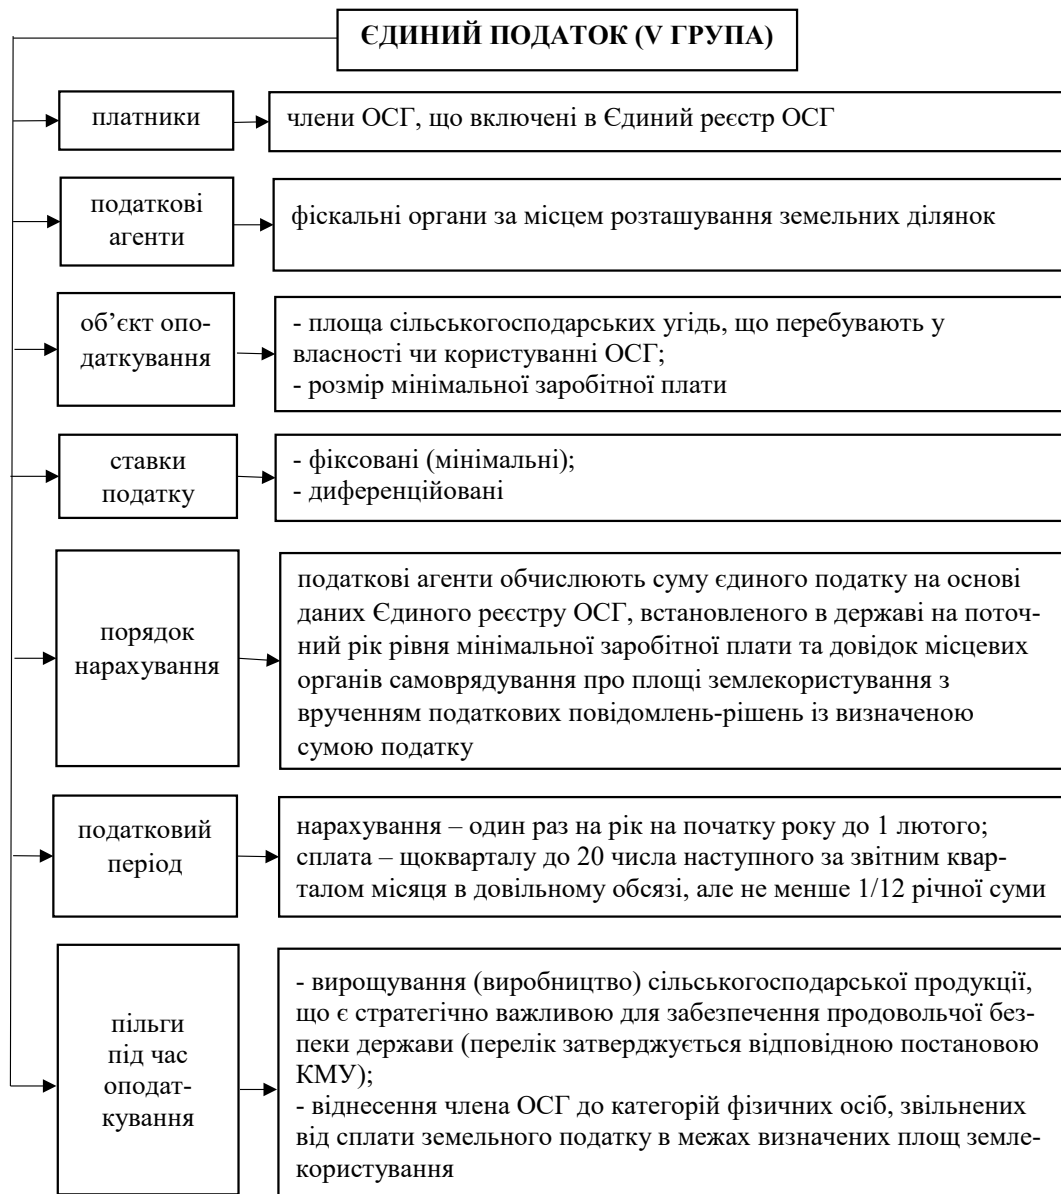 ЄДИНИЙ ПОДАТОК (V ГРУПА)
платники
члени ОСГ, що включені в Єдиний реєстр ОСГ
податкові
агенти
фіскальні органи за місцем розташування земельних ділянок
об’єкт опо-
даткування
- площа сільськогосподарських угідь, що перебувають у
власності чи користуванні ОСГ;
- розмір мінімальної заробітної плати
ставки
податку
- фіксовані (мінімальні);
- диференційовані
порядок
нарахування
податкові агенти обчислюють суму єдиного податку на основі
даних Єдиного реєстру ОСГ, встановленого в державі на поточ-
ний рік рівня мінімальної заробітної плати та довідок місцевих
органів самоврядування про площі землекористування з
врученням податкових повідомлень-рішень із визначеною
сумою податку
податковий
період
нарахування – один раз на рік на початку року до 1 лютого;
сплата – щокварталу до 20 числа наступного за звітним квар-
талом місяця в довільному обсязі, але не менше 1/12 річної суми
пільги
під час
оподат-
кування
- вирощування (виробництво) сільськогосподарської продукції,
що є стратегічно важливою для забезпечення продовольчої без-
пеки держави (перелік затверджується відповідною постановою
КМУ);
- віднесення члена ОСГ до категорій фізичних осіб, звільнених
від сплати земельного податку в межах визначених площ земле-
користування